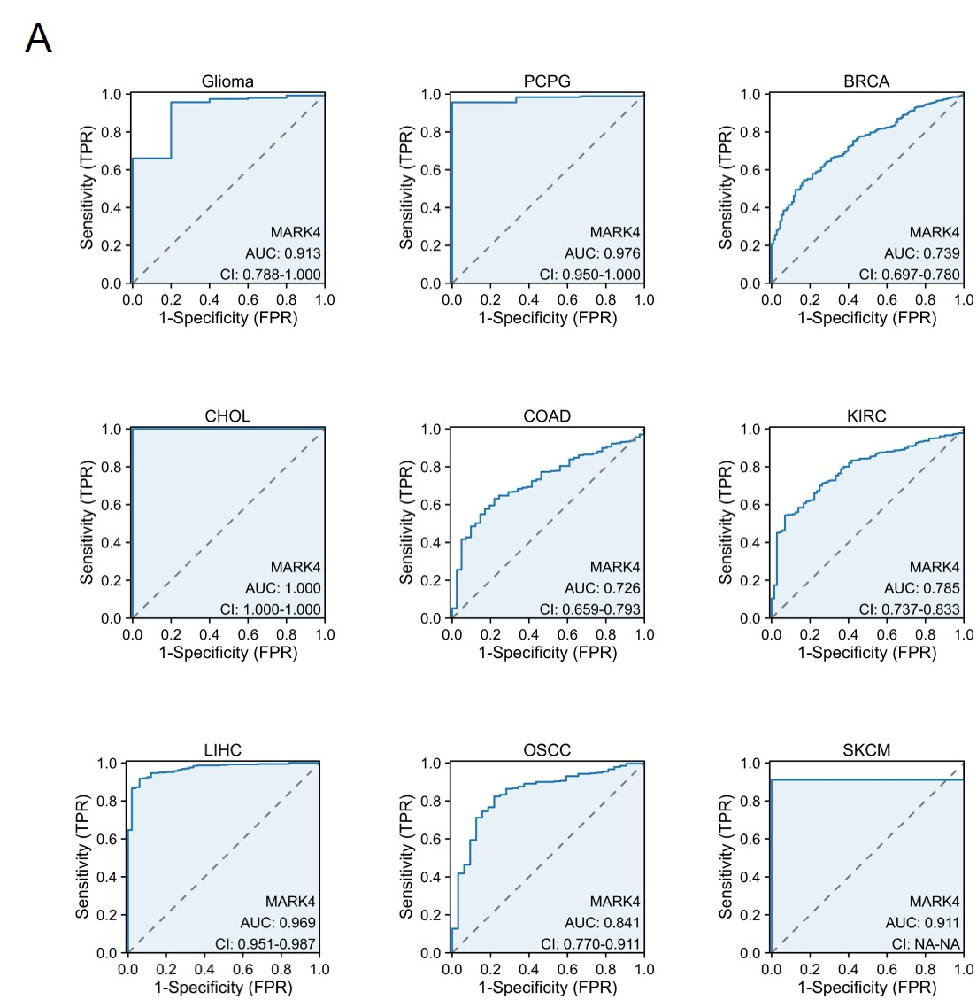 A
Glioma
1.0
0.8
0.6
0.4
0.2
0.0
Sensitivity (TPR)
MARK4
AUC: 0.913
CI: 0.788-1.000
0.0 0.2 0.4 0.6 0.8 1.0
1-Specificity (FPR)
PCPG
1.0
0.8
0.6
0.4
0.2
0.0
Sensitivity (TPR)
MARK4
AUC: 0.976
CI: 0.950-1.000
0.0 0.2 0.4 0.6 0.8 1.0
1-Specificity (FPR)
BRCA
1.0
0.8
0.6
0.4
0.2
0.0
Sensitivity (TPR)
MARK4
AUC: 0.739
CI: 0.697-0.780
0.0 0.2 0.4 0.6 0.8 1.0
1-Specificity (FPR)
CHOL
1.0
0.8
0.6
0.4
0.2
0.0
Sensitivity (TPR)
MARK4
AUC: 1.000
CI: 1.000-1.000
0.0 0.2 0.4 0.6 0.8 1.0
1-Specificity (FPR)
COAD
1.0
0.8
0.6
0.4
0.2
0.0
Sensitivity (TPR)
MARK4
AUC: 0.726
CI: 0.659-0.793
0.0 0.2 0.4 0.6 0.8 1.0
1-Specificity (FPR)
KIRC
1.0
0.8
0.6
0.4
0.2
0.0
Sensitivity (TPR)
MARK4
AUC: 0.785
CI: 0.737-0.833
0.0 0.2 0.4 0.6 0.8 1.0
1-Specificity (FPR)
LIHC
1.0
0.8
0.6
0.4
0.2
0.0
Sensitivity (TPR)
MARK4
AUC: 0.969
CI: 0.951-0.987
0.0 0.2 0.4 0.6 0.8 1.0
1-Specificity (FPR)
OSCC
1.0
0.8
0.6
0.4
0.2
0.0
Sensitivity (TPR)
MARK4
AUC: 0.841
CI: 0.770-0.911
0.0 0.2 0.4 0.6 0.8 1.0
1-Specificity (FPR)
SKCM
1.0
0.8
0.6
0.4
0.2
0.0
Sensitivity (TPR)
MARK4
AUC: 0.911
CI: NA-NA
0.0 0.2 0.4 0.6 0.8 1.0
1-Specificity (FPR)